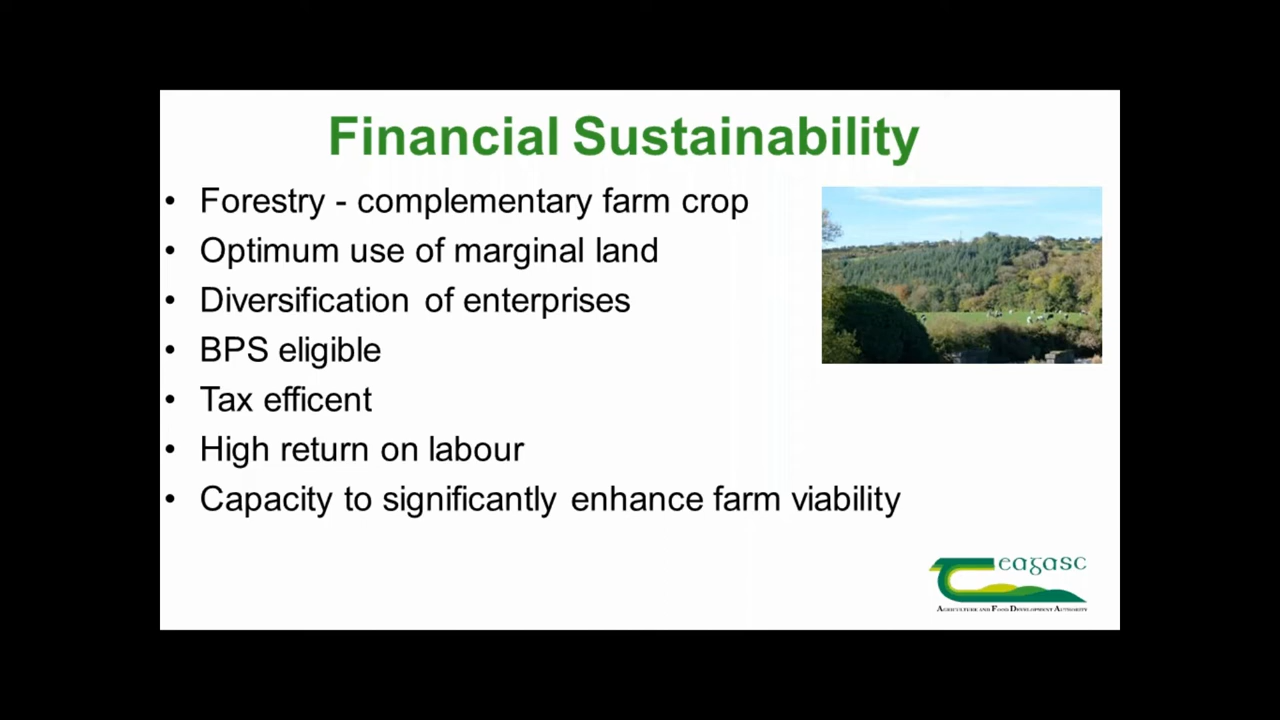 Financial Sustainability
• Forestry - complementary farm crop
• Optimum use of marginal land
• Diversification of enterprises
• BPS eligible
• Tax efficent
• High return on labour
• Capacity to significantly enhance farm viability
eagasc
Agriculture and Food Development Authority